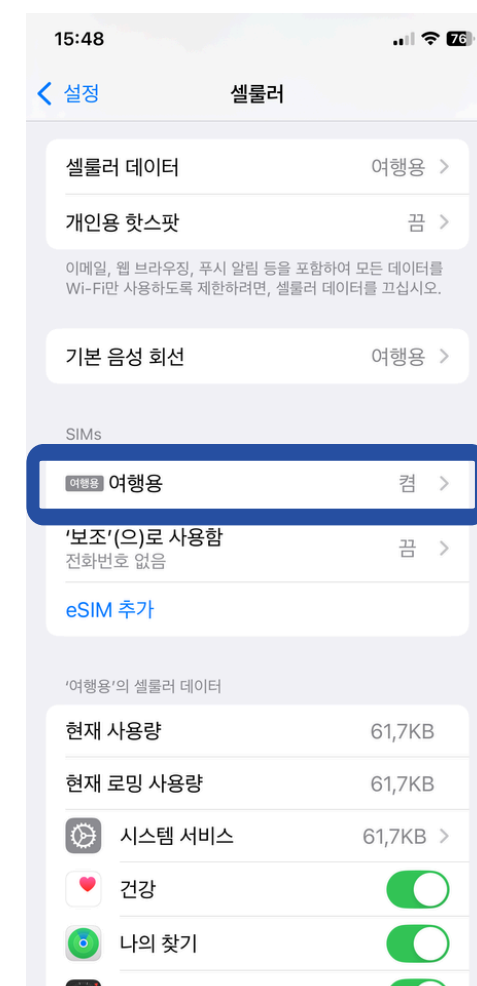 15:48
76
설정
셀룰러
셀룰러 데이터 여행용
개인용 핫스팟 끔
이메일, 웹 브라우징, 푸시 알림 등을 포함하여 모든 데이터를
Wi-Fi만 사용하도록 제한하려면, 셀룰러 데이터를 끄십시오.
기본 음성 회선 여행용
SIMs
여행용 여행용 켬
‘보조’(으)로 사용함 끔
전화번호 없음
eSIM 추가
‘여행용’의 셀룰러 데이터
현재 사용량 61,7KB
현재 로밍 사용량 61,7KB
시스템 서비스 61,7KB
건강
나의 찾기